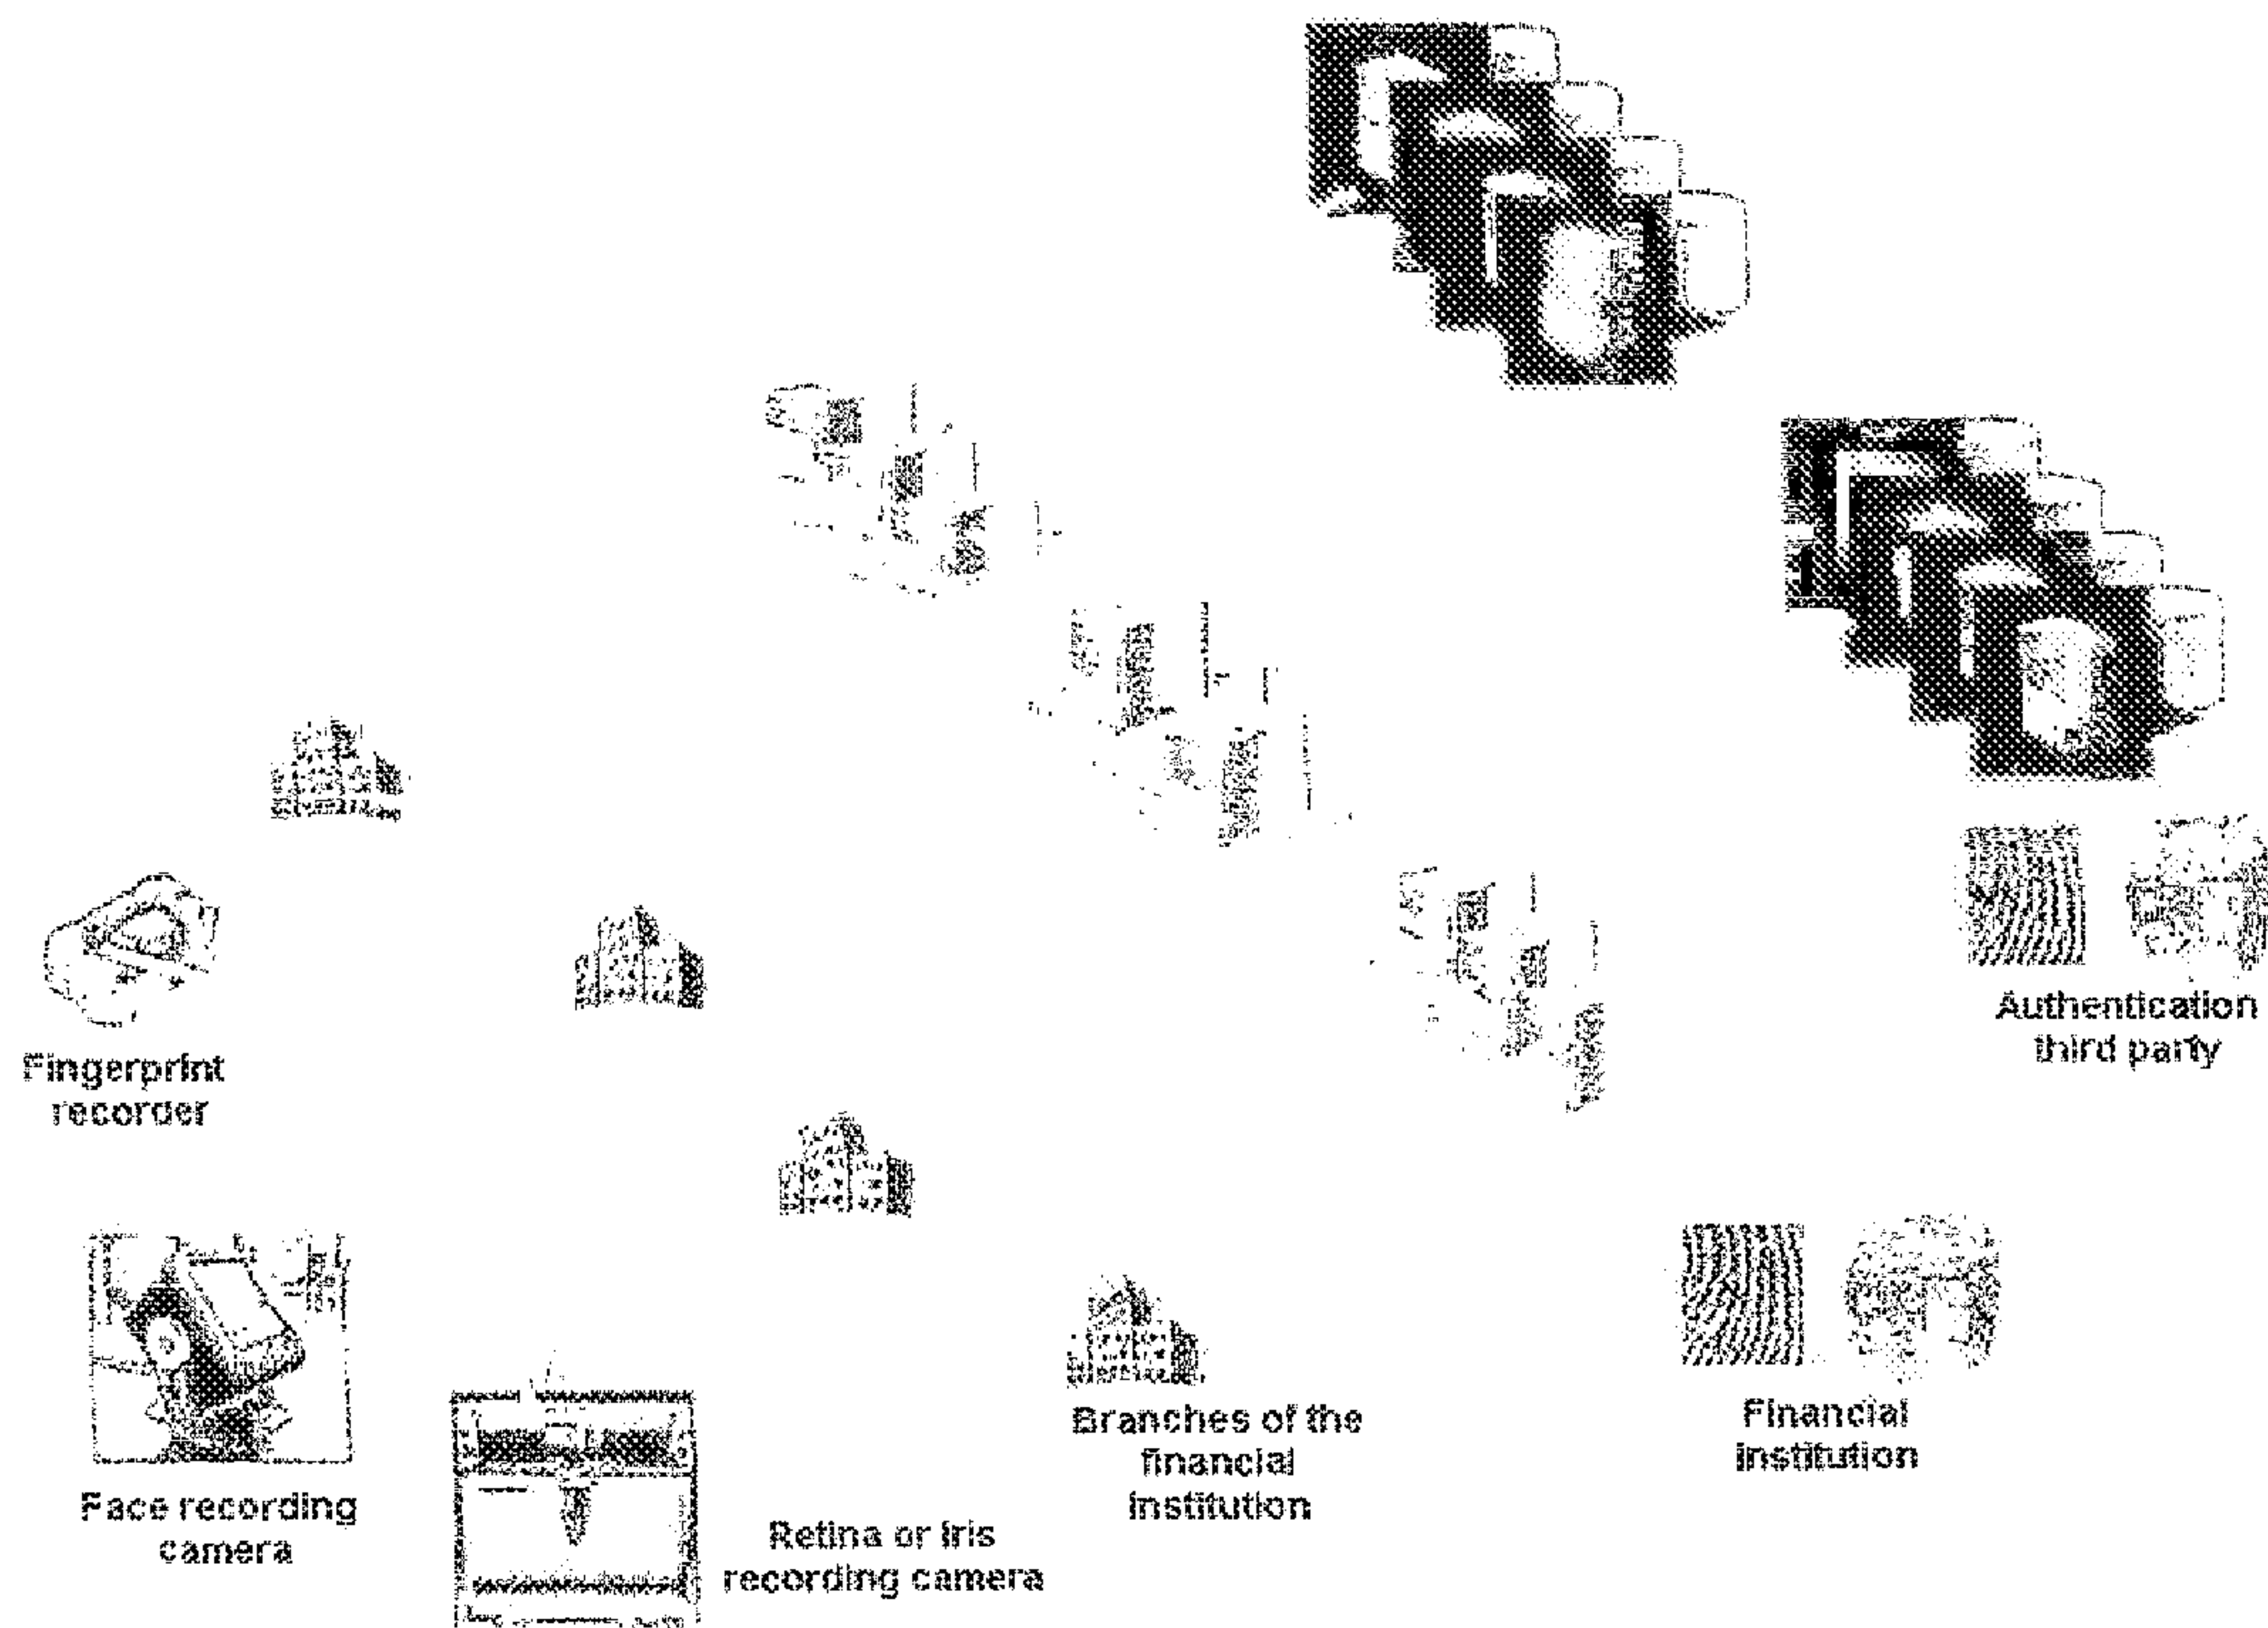 Authentication
third party
Fingerprint
recorder
Branches of the
financial
institution
Financial
institution
Face recording
camera
Retina or iris
recording camera